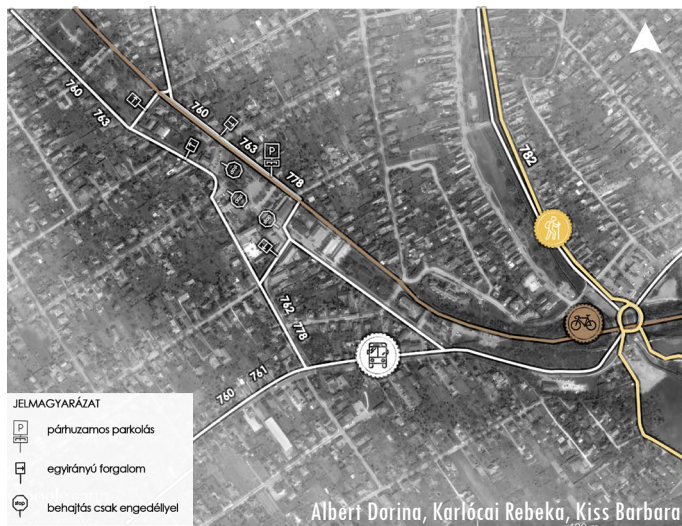 760
763
760
763
778
P
782
762
778
760
761
JELMAGYARÁZAT
P
párhuzamos parkolás
egyirányú forgalom
stop
behajtás csak engedéllyel
Albert Dorina, Karlócai Rebeka, Kiss Barbara